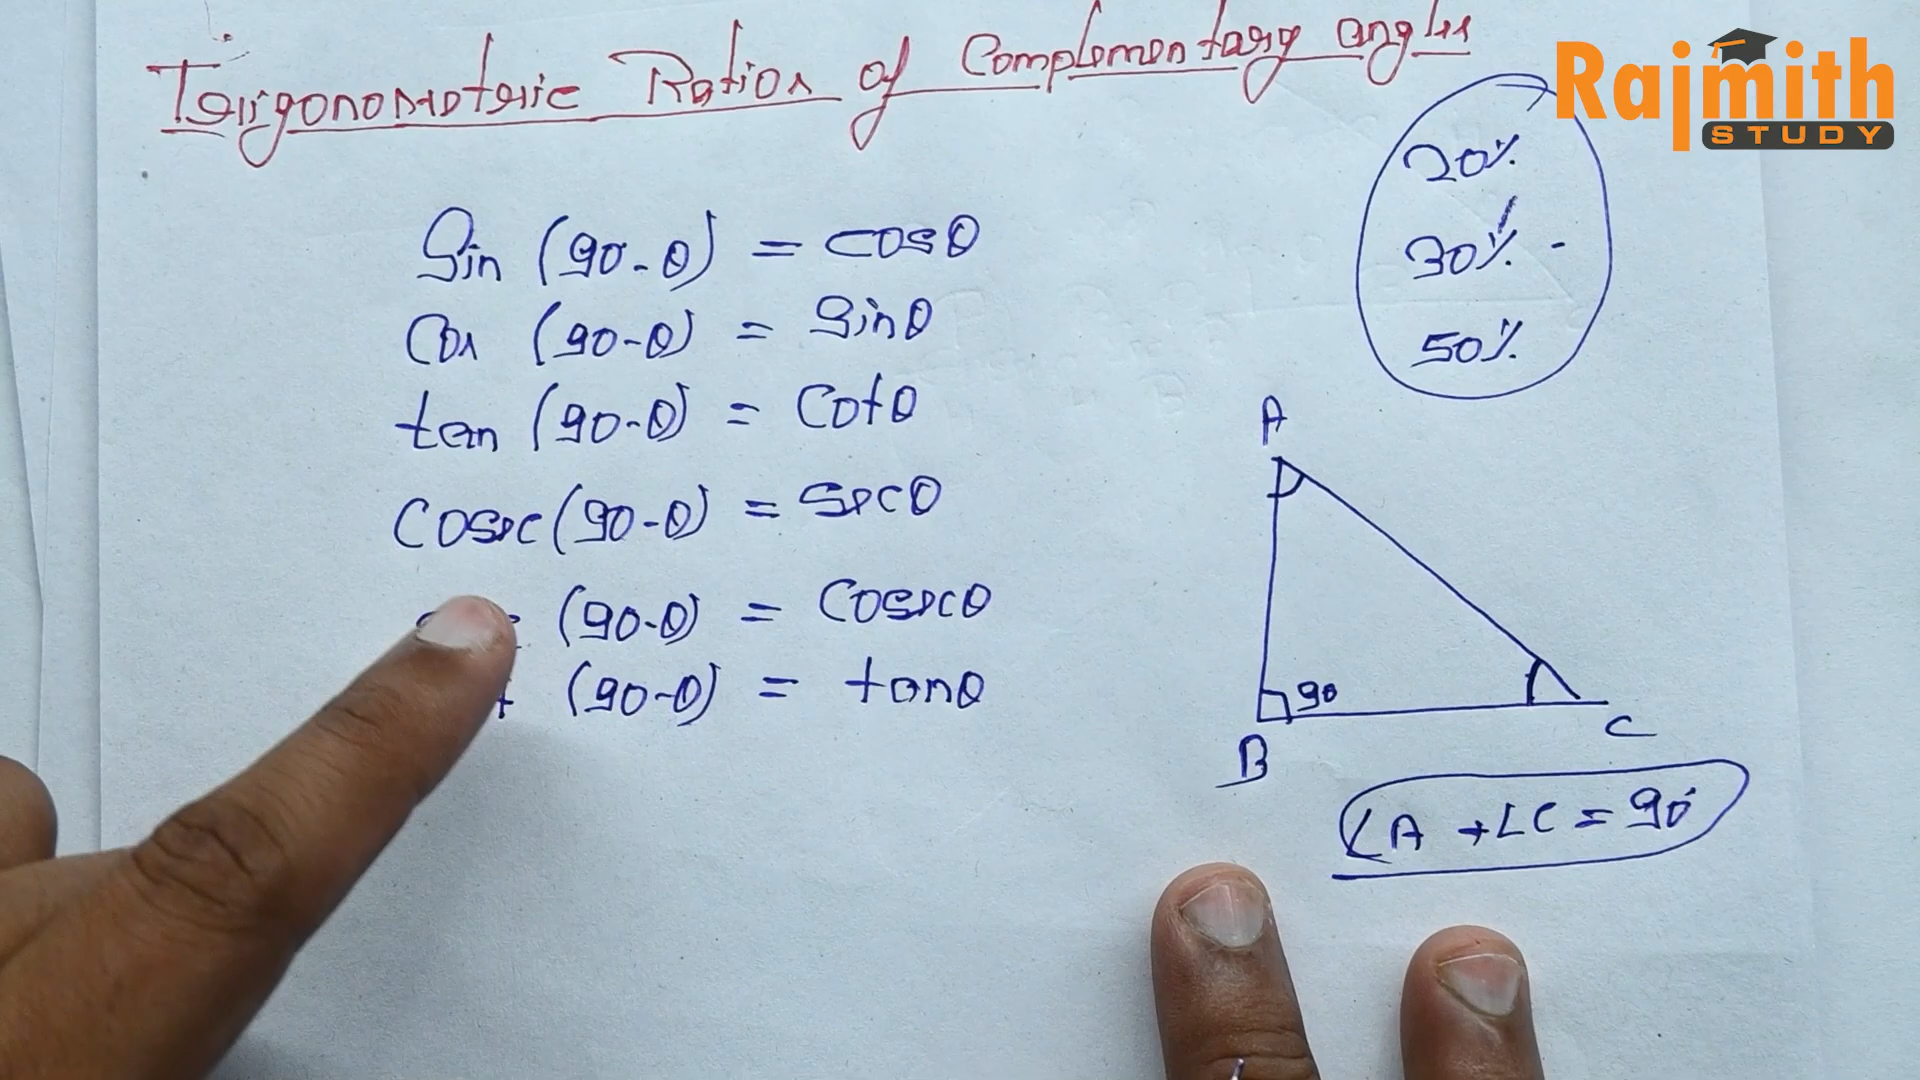 Trigonometric Ratios of Complementary angles
Rajmith
STUDY
Sin (90-θ) = cosθ
Cos (90-θ) = Sinθ
tan (90-θ) = Cotθ
Cosec (90-θ) = Secθ
(90-θ) = Cosecθ
(90-θ) = tanθ
20%
30%
50%
A
90
B
C
∠A + ∠C = 90°